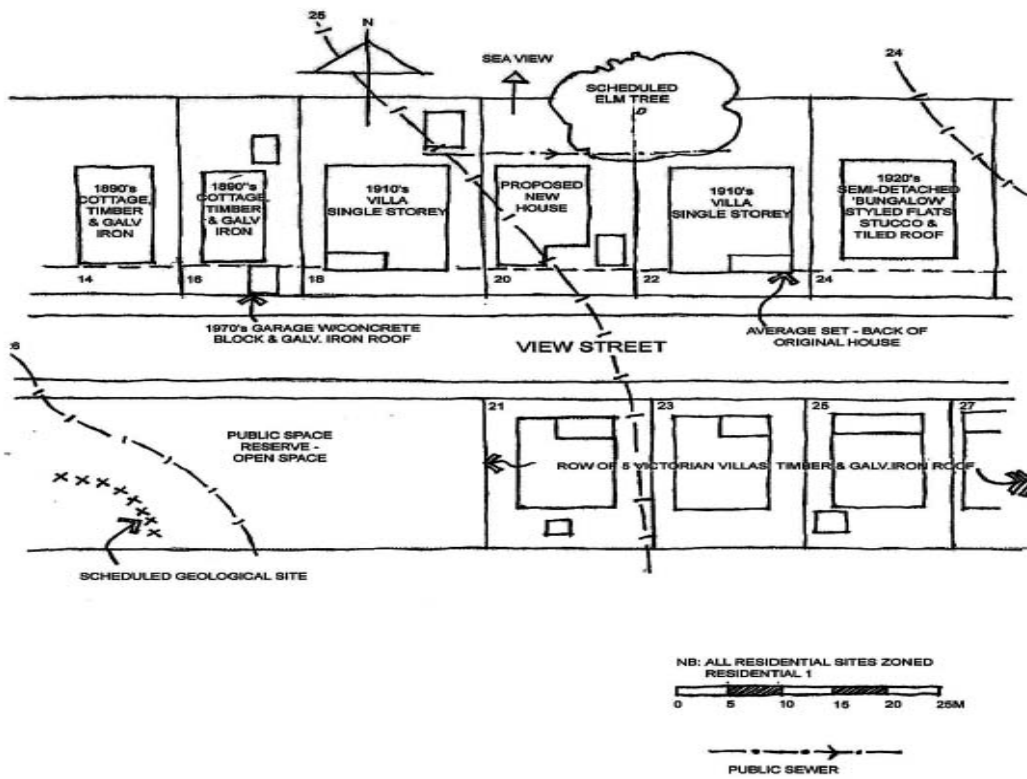 25
N
SEA VIEW
24
SCHEDULED
ELM TREE
1890's
COTTAGE,
TIMBER
& GALV
IRON
1890"s
COTTAGE,
TIMBER
& GALV
IRON
1910's
VILLA
SINGLE STOREY
PROPOSED
NEW
HOUSE
1910's
VILLA
SINGLE STOREY
1920's
SEMI-DETACHED
'BUNGALOW'
STYLED FLATS
STUCCO &
TILED ROOF
14
16
18
20
22
24
1970's GARAGE W/CONCRETE
BLOCK & GALV. IRON ROOF
VIEW STREET
AVERAGE SET - BACK OF
ORIGINAL HOUSE
21
23
25
27
PUBLIC SPACE
RESERVE -
OPEN SPACE
ROW OF 5 VICTORIAN VILLAS TIMBER & GALV.IRON ROOF
SCHEDULED GEOLOGICAL SITE
NB: ALL RESIDENTIAL SITES ZONED
RESIDENTIAL 1
0 5 10 15 20 25M
PUBLIC SEWER